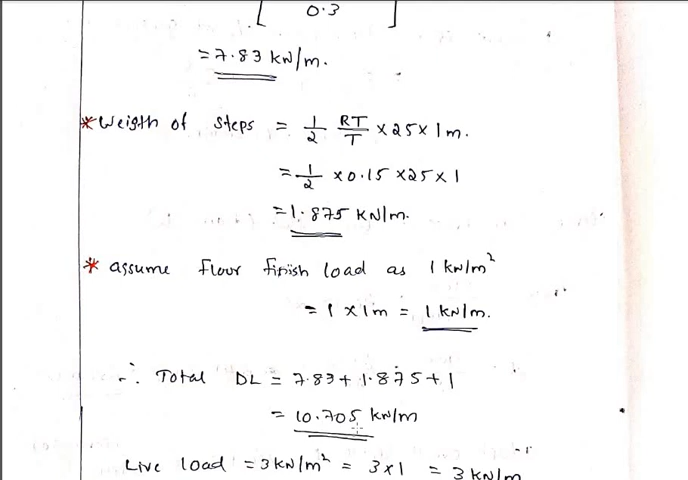 0.3
= 7.83 kN/m.
* Weigth of steps = 1/2 RT/T × 25 × 1m.
= 1/2 × 0.15 × 25 × 1
= 1.875 kN/m.
* assume floor finish load as 1 kN/m²
= 1 × 1m = 1 kN/m.
∴ Total DL = 7.83 + 1.875 + 1
= 10.705 kN/m
Live load = 3 kN/m² = 3 × 1 = 3 kN/m